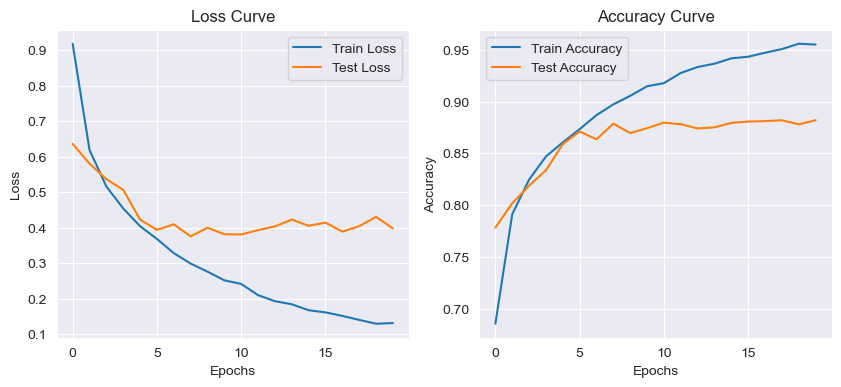 Loss Curve
Train Loss
Test Loss
0.9
0.8
0.7
0.6
0.5
0.4
0.3
0.2
0.1
Loss
0 5 10 15
Epochs
Accuracy Curve
Train Accuracy
Test Accuracy
0.95
0.90
0.85
0.80
0.75
0.70
Accuracy
0 5 10 15
Epochs